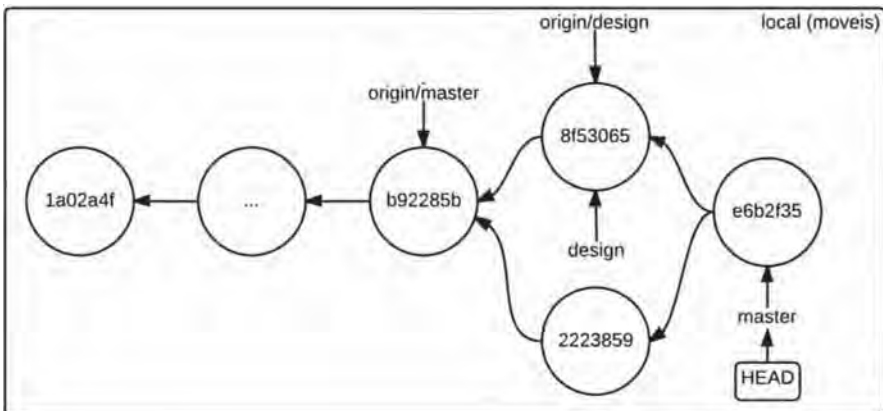 origin/design
local (moveis)
origin/master
8f53065
1a02a4f
...
b92285b
e6b2f35
design
2223859
master
HEAD